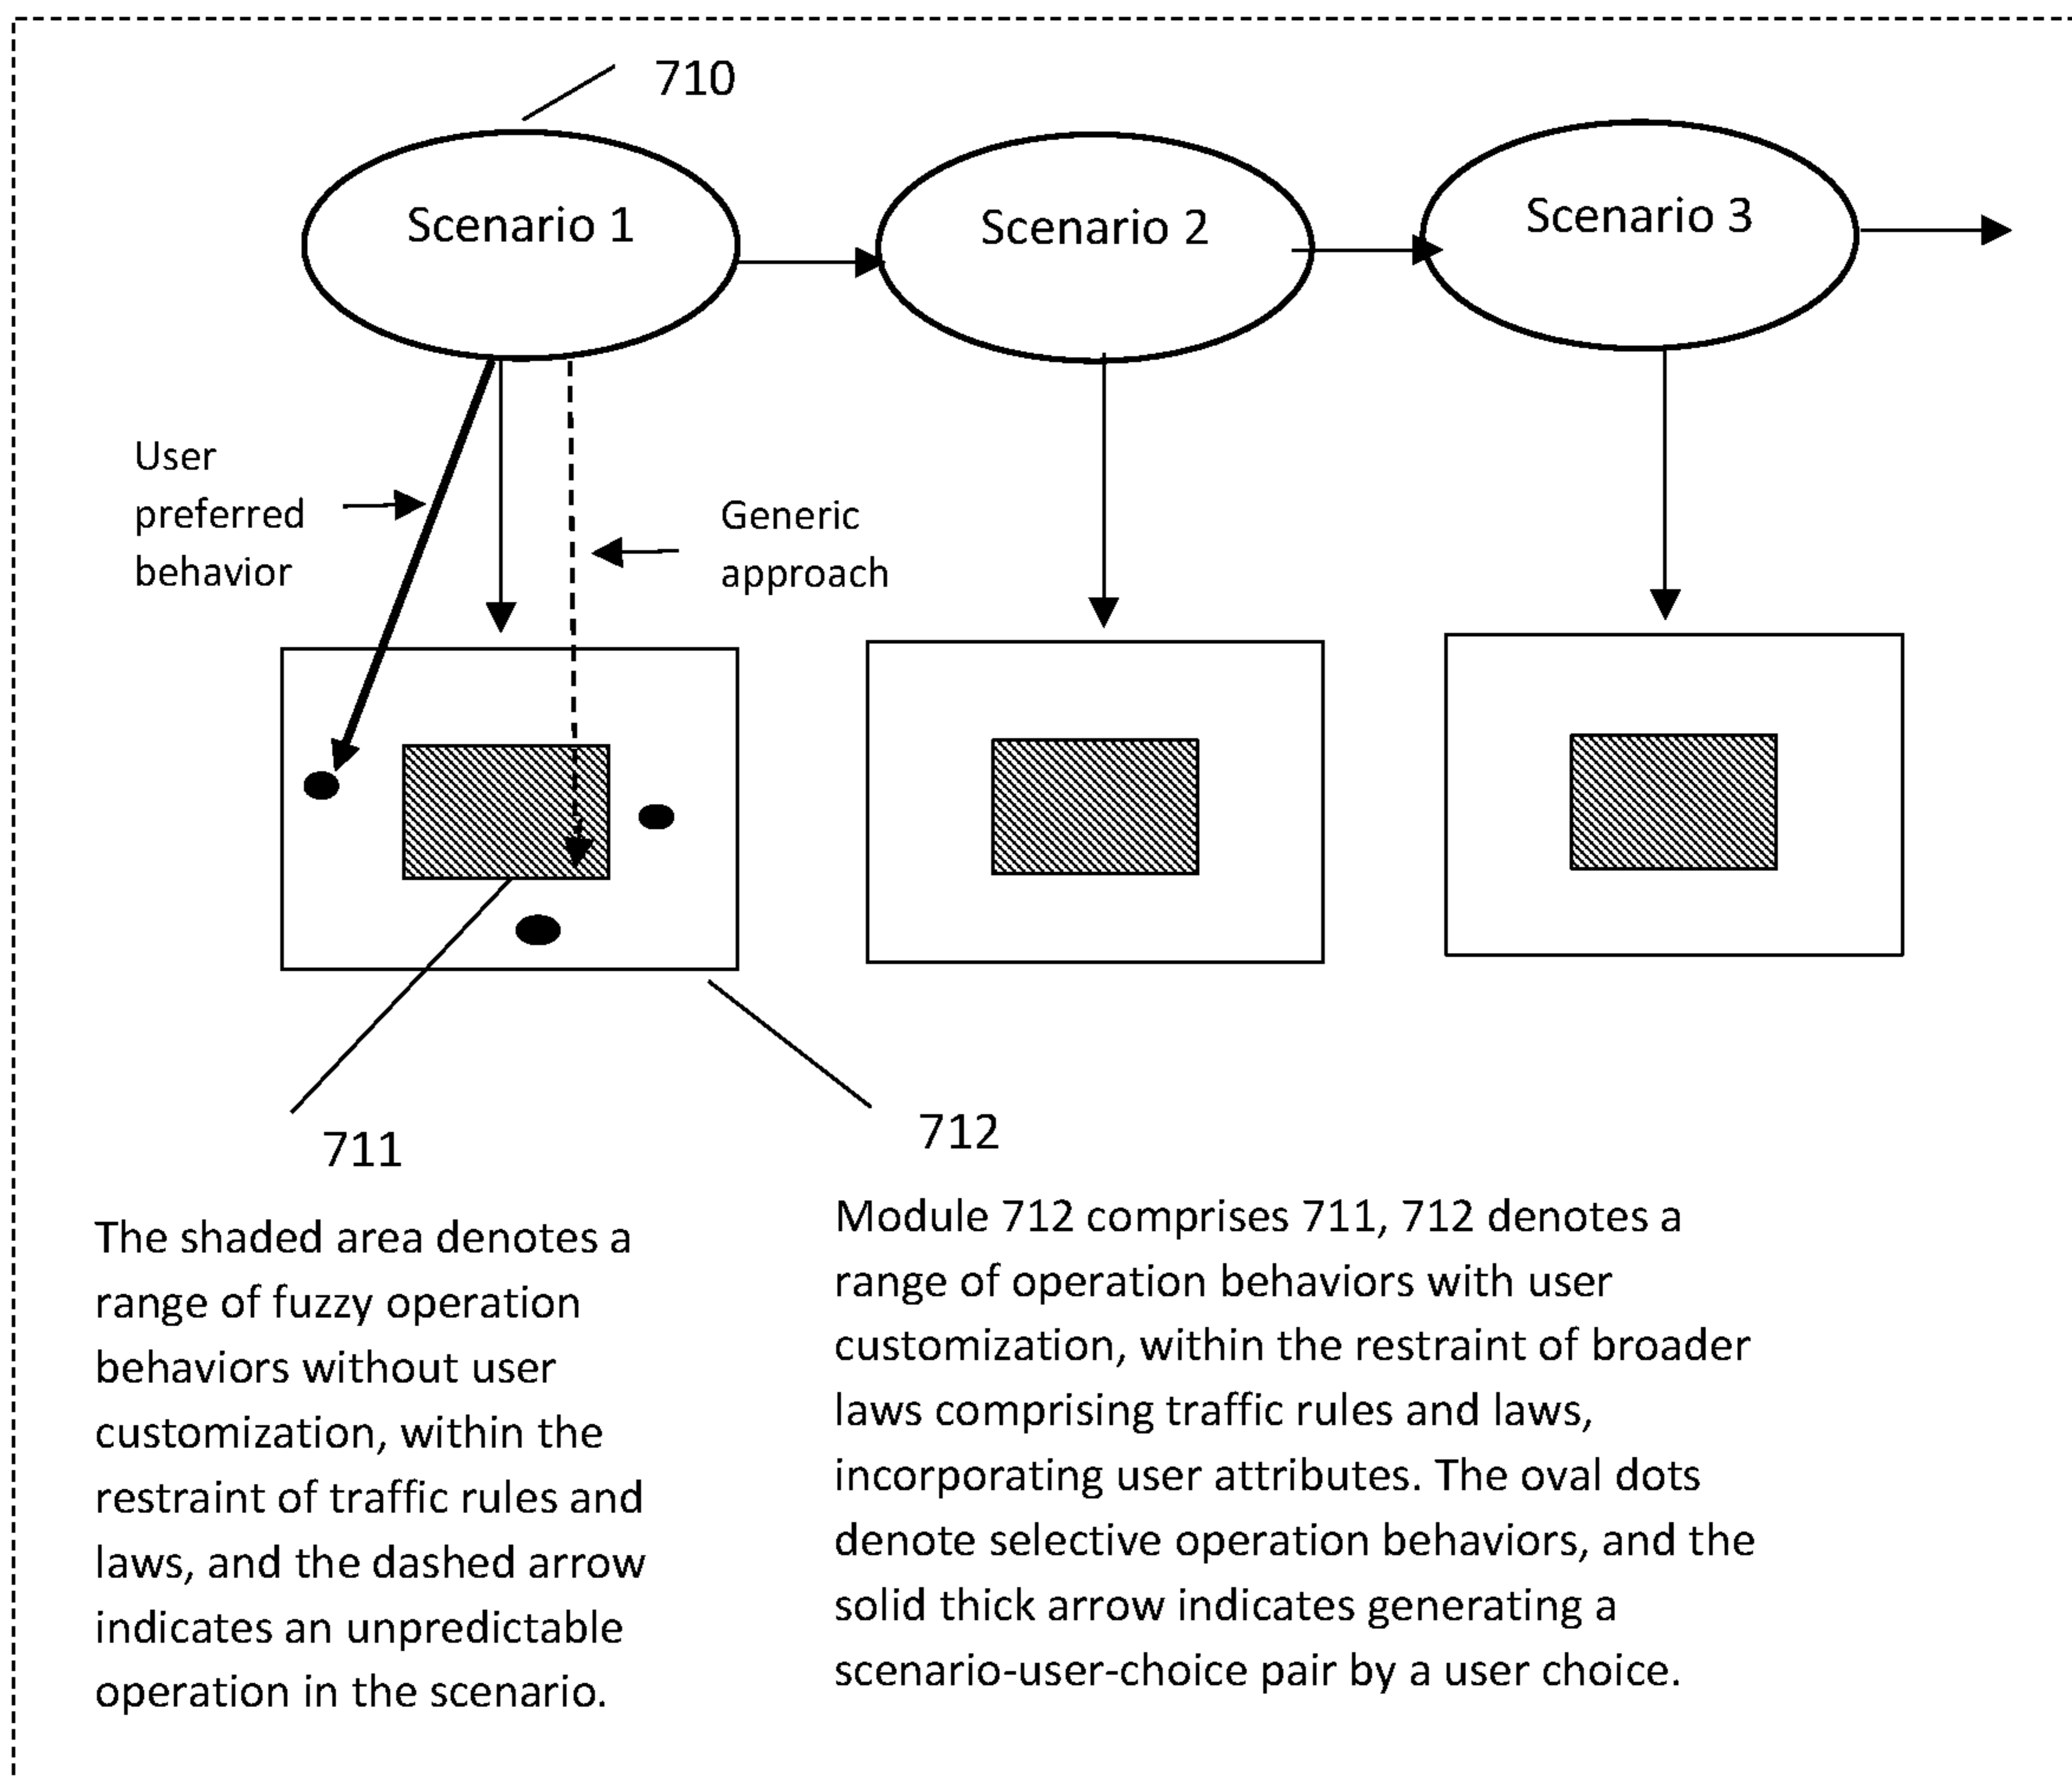 710
Scenario 1
Scenario 2
Scenario 3
User
preferred
behavior
Generic
approach
711
712
The shaded area denotes a
range of fuzzy operation
behaviors without user
customization, within the
restraint of traffic rules and
laws, and the dashed arrow
indicates an unpredictable
operation in the scenario.
Module 712 comprises 711, 712 denotes a
range of operation behaviors with user
customization, within the restraint of broader
laws comprising traffic rules and laws,
incorporating user attributes. The oval dots
denote selective operation behaviors, and the
solid thick arrow indicates generating a
scenario-user-choice pair by a user choice.